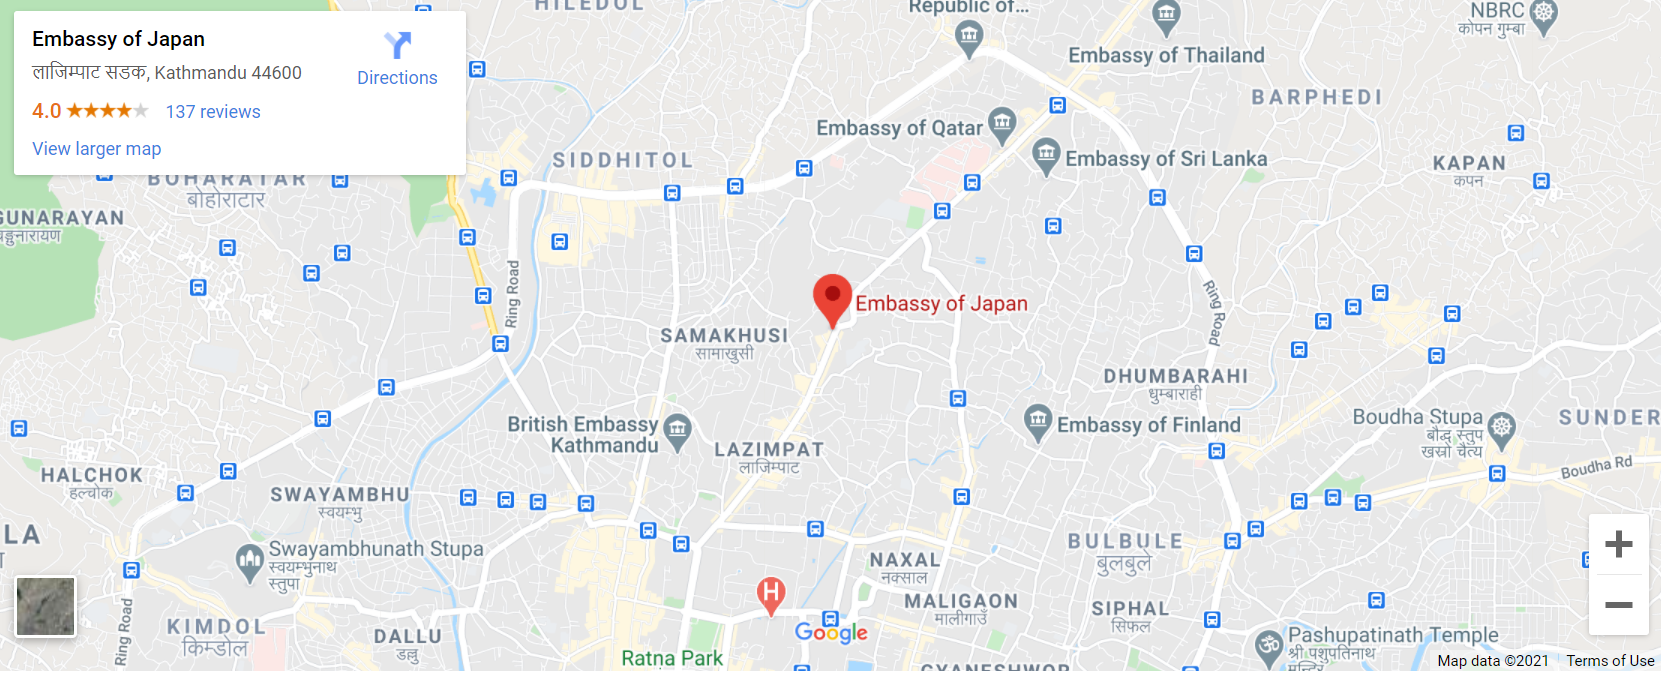 HILEDOL
Republic of...
NBRC
कोपन गुम्बा
Embassy of Japan
लाजिम्पाट सडक, Kathmandu 44600
Directions
4.0
137 reviews
View larger map
Embassy of Thailand
BARPHEDI
Embassy of Qatar
Embassy of Sri Lanka
SIDDHITOL
KAPAN
कपन
BOHARATAR
बोहोराटार
GUNARAYAN
Ring Road
Embassy of Japan
Ring Road
SAMAKHUSI
सामाखुसी
DHUMBARAHI
धुम्बाराही
British Embassy
Kathmandu
Embassy of Finland
Boudha Stupa
बौद्ध स्तुप
खस्रो चैत्य
SUNDER
LAZIMPAT
लाजिम्पाट
Boudha Rd
HALCHOK
हल्चोक
SWAYAMBHU
स्वयम्भु
LA
Swayambhunath Stupa
स्वयम्भुनाथ
स्तुपा
NAXAL
नक्साल
BULBULE
बुलबुले
H
MALIGAON
मालीगाउँ
SIPHAL
सिफल
Ring Road
KIMDOL
किम्डोल
DALLU
डल्लु
Google
Ratna Park
GYANESHWOR
Pashupatinath Temple
श्री पशुपतिनाथ
मन्दिर
Map data ©2021
Terms of Use